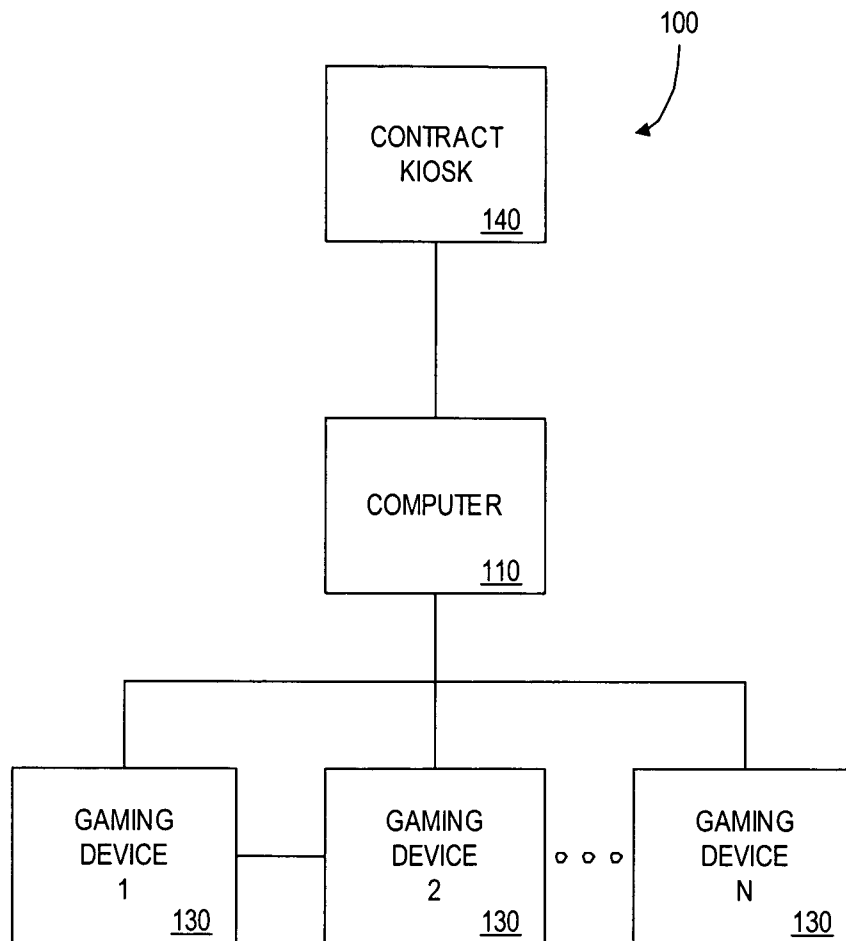 100
CONTRACT
KIOSK
140
COMPUTER
110
GAMING
DEVICE
1
130
GAMING
DEVICE
2
130
GAMING
DEVICE
N
130